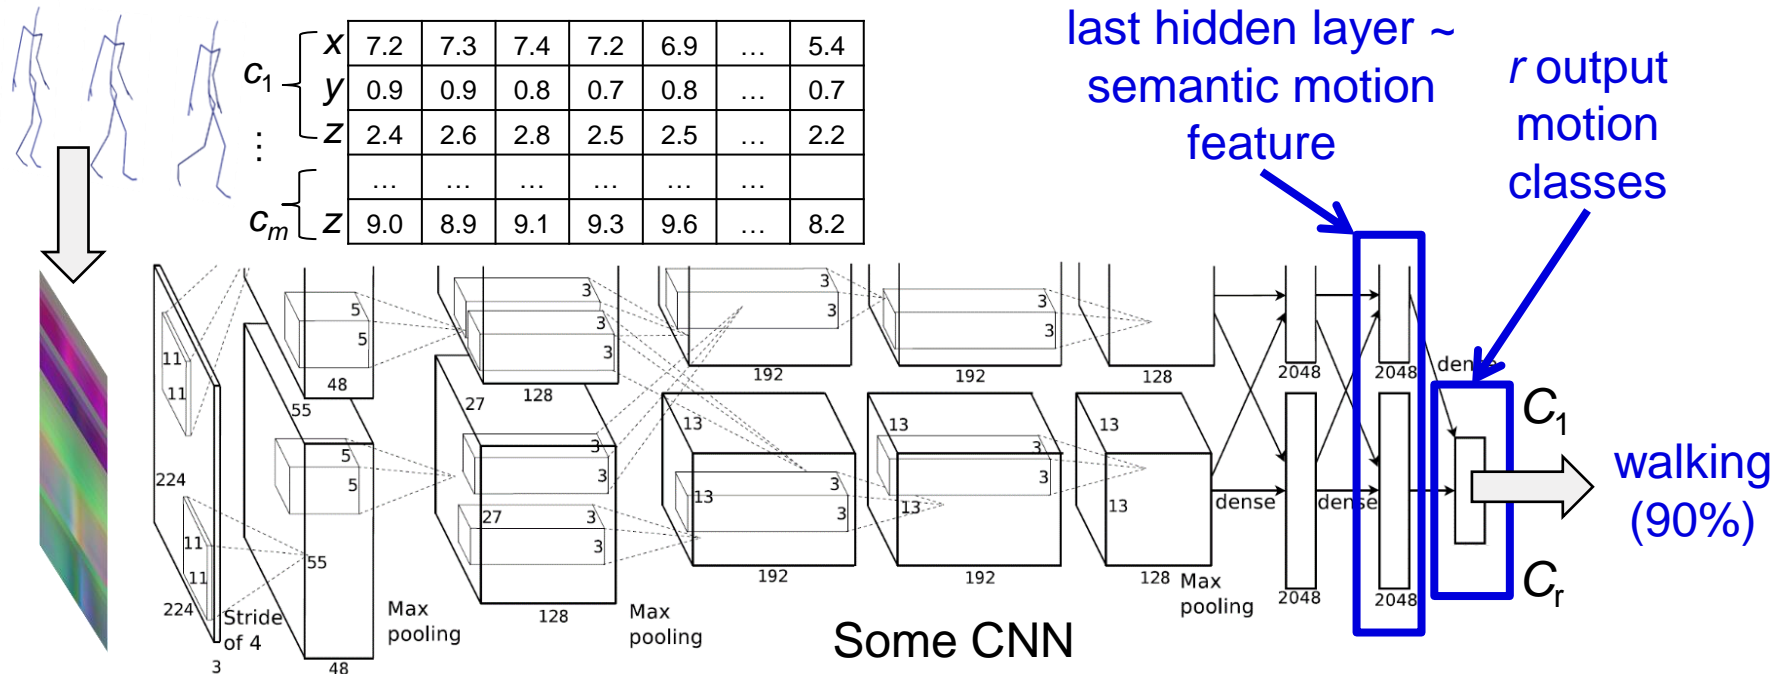 x 7.2 7.3 7.4 7.2 6.9 … 5.4
c1 y 0.9 0.9 0.8 0.7 0.8 … 0.7
z 2.4 2.6 2.8 2.5 2.5 … 2.2
⋮ … … … … … …
cm z 9.0 8.9 9.1 9.3 9.6 … 8.2
last hidden layer ~
semantic motion
feature
r output
motion
classes
11
11
11
11
224
224
3
Stride
of 4
5
5
48
55
5
5
55
48
Max
pooling
3
3
3
128
27
3
3
27
3
3
128
Max
pooling
3
3
192
13
3
3
13
192
3
3
192
13
3
3
13
192
128
13
13
128
Max
pooling
dense
2048
2048
dense
2048
2048
dense
C1
Cr
walking
(90%)
Some CNN